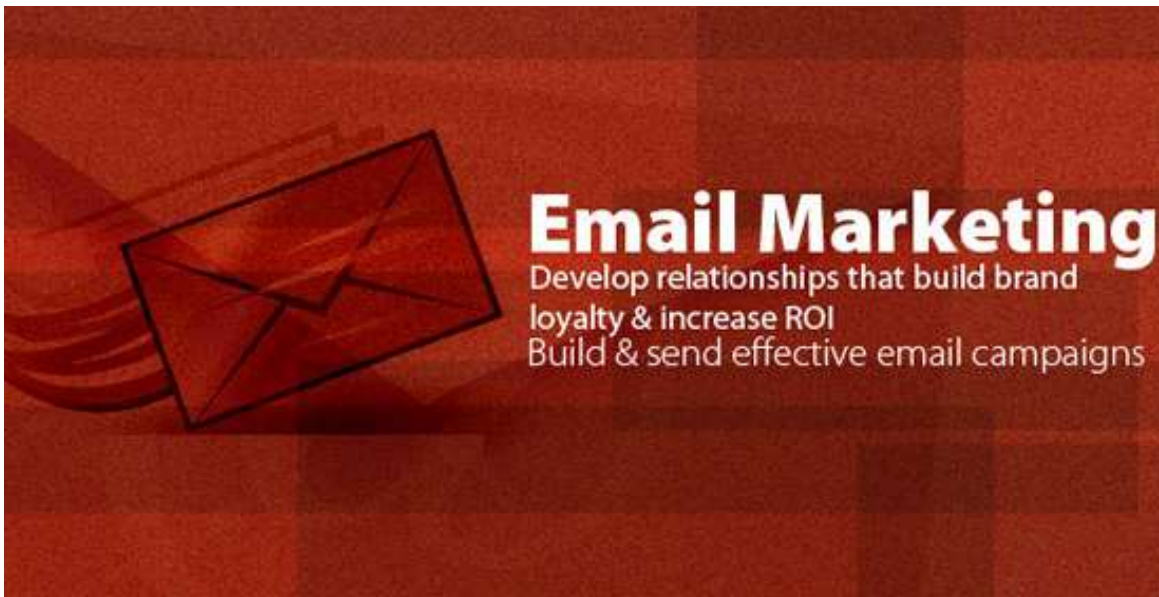 Email Marketing
Develop relationships that build brand
loyalty & increase ROI
Build & send effective email campaigns